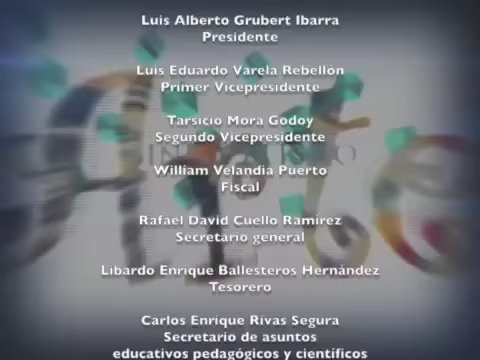 Luis Alberto Grubert Ibarra
Presidente
Luis Eduardo Varela Rebellón
Primer Vicepresidente
Tarsicio Mora Godoy
Segundo Vicepresidente
William Velandia Puerto
Fiscal
Rafael David Cuello Ramírez
Secretario general
Libardo Enrique Ballesteros Hernández
Tesorero
Carlos Enrique Rivas Segura
Secretario de asuntos
educativos pedagógicos y científicos